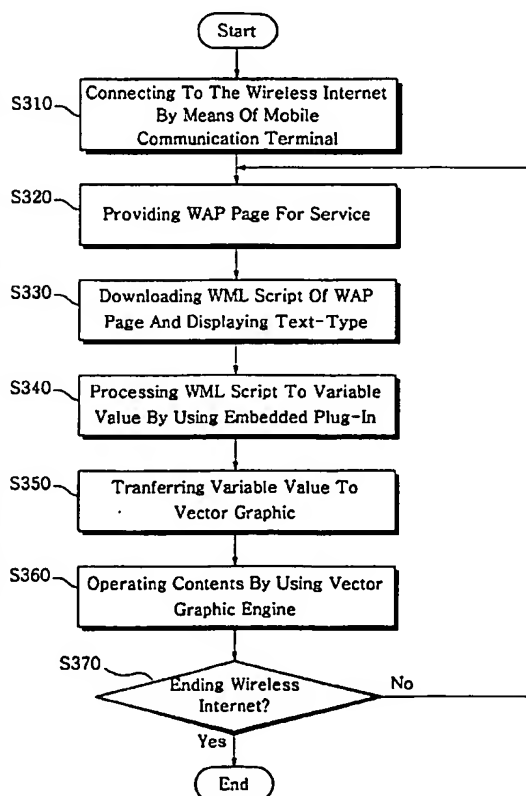 Start
S310
Connecting To The Wireless Internet
By Means Of Mobile
Communication Terminal
S320
Providing WAP Page For Service
S330
Downloading WML Script Of WAP
Page And Displaying Text-Type
S340
Processing WML Script To Variable
Value By Using Embedded Plug-In
S350
Tranferring Variable Value To
Vector Graphic
S360
Operating Contents By Using Vector
Graphic Engine
S370
Ending Wireless
Internet?
No
Yes
End